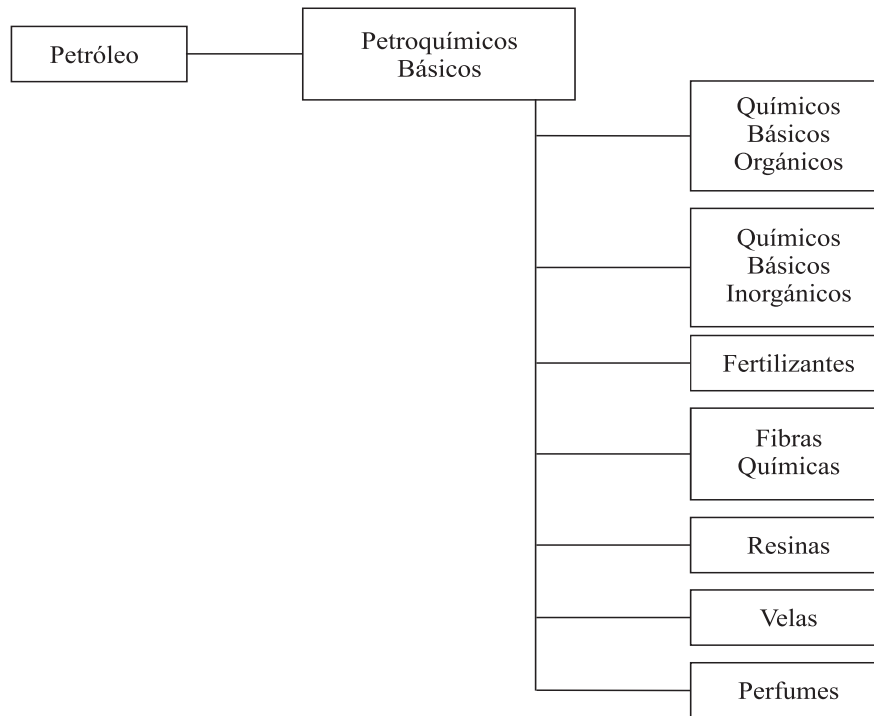 Petróleo
Petroquímicos
Básicos
Químicos
Básicos
Orgánicos
Químicos
Básicos
Inorgánicos
Fertilizantes
Fibras
Químicas
Resinas
Velas
Perfumes